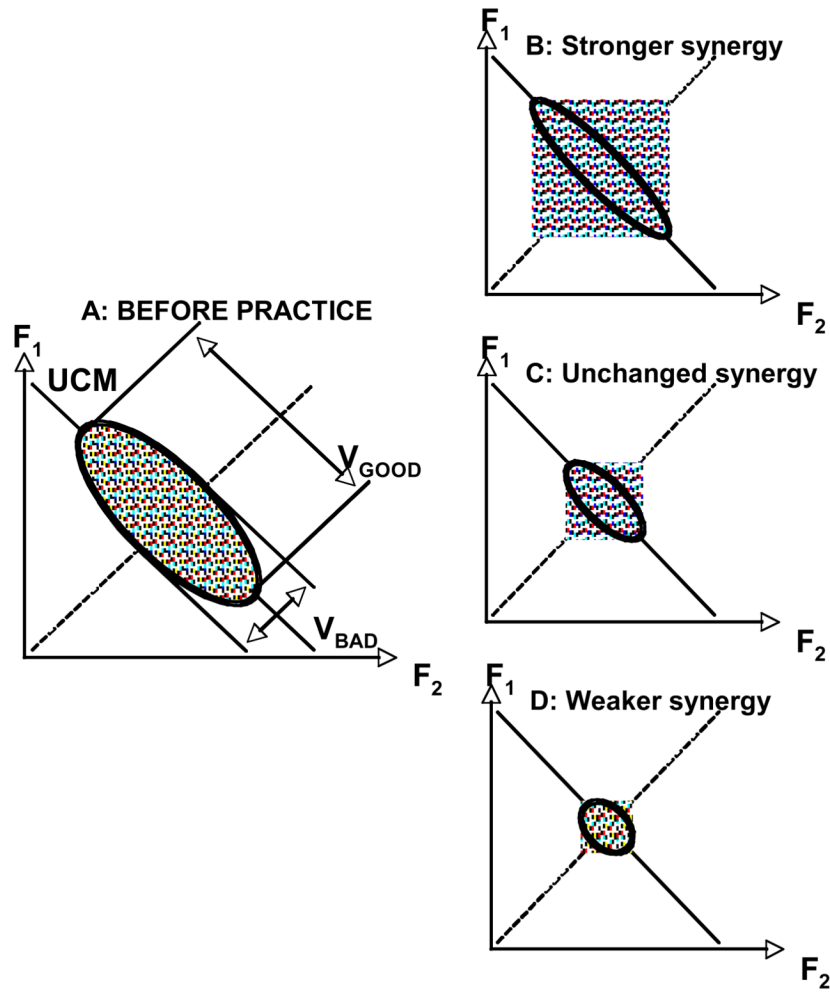 A: BEFORE PRACTICE
F1
UCM
VGOOD
VBAD
F2
F1
B: Stronger synergy
F2
F1
C: Unchanged synergy
F2
F1
D: Weaker synergy
F2